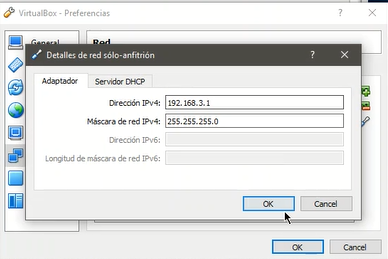 VirtualBox - Preferencias
? ×
General
Red
Detalles de red sólo-anfitrión
? ×
Adaptador Servidor DHCP
Dirección IPv4: 192.168.3.1
Máscara de red IPv4: 255.255.255.0
Dirección IPv6:
Longitud de máscara de red IPv6:
OK Cancel
OK Cancel